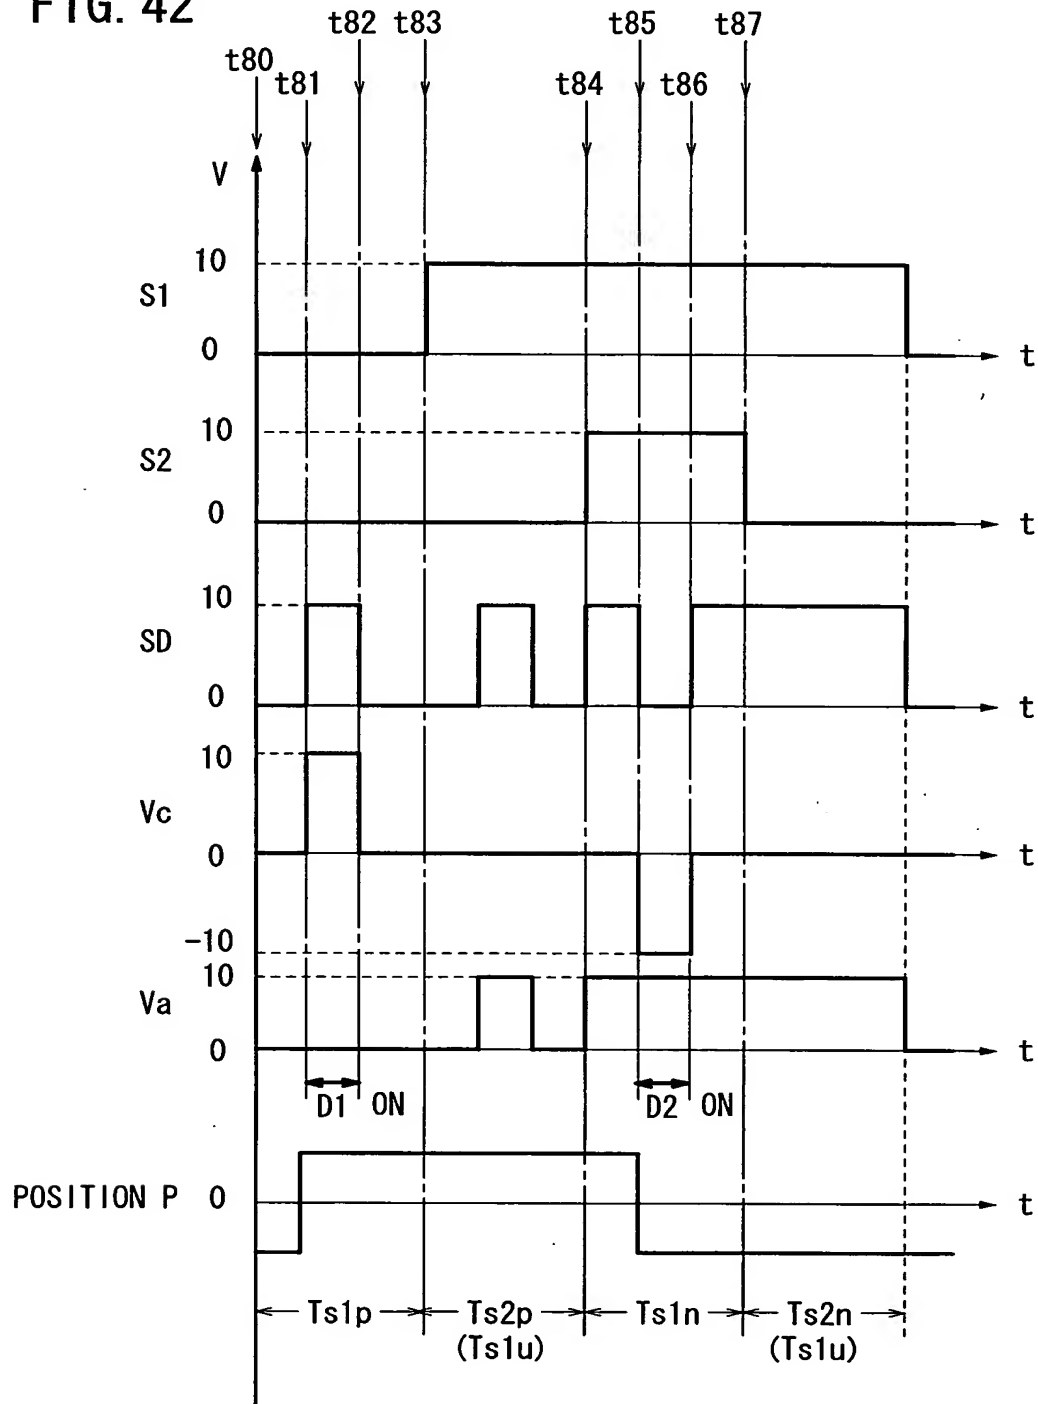 FIG. 42
t82 t83 t85 t87
t80
t81 t84 t86
V
10
S1
0 t
10
S2
0 t
10
SD
0 t
10
Vc
0 t
-10
10
Va
0 t
D1 ON D2 ON
POSITION P 0 t
Ts1p Ts2p Ts1n Ts2n
(Ts1u) (Ts1u)